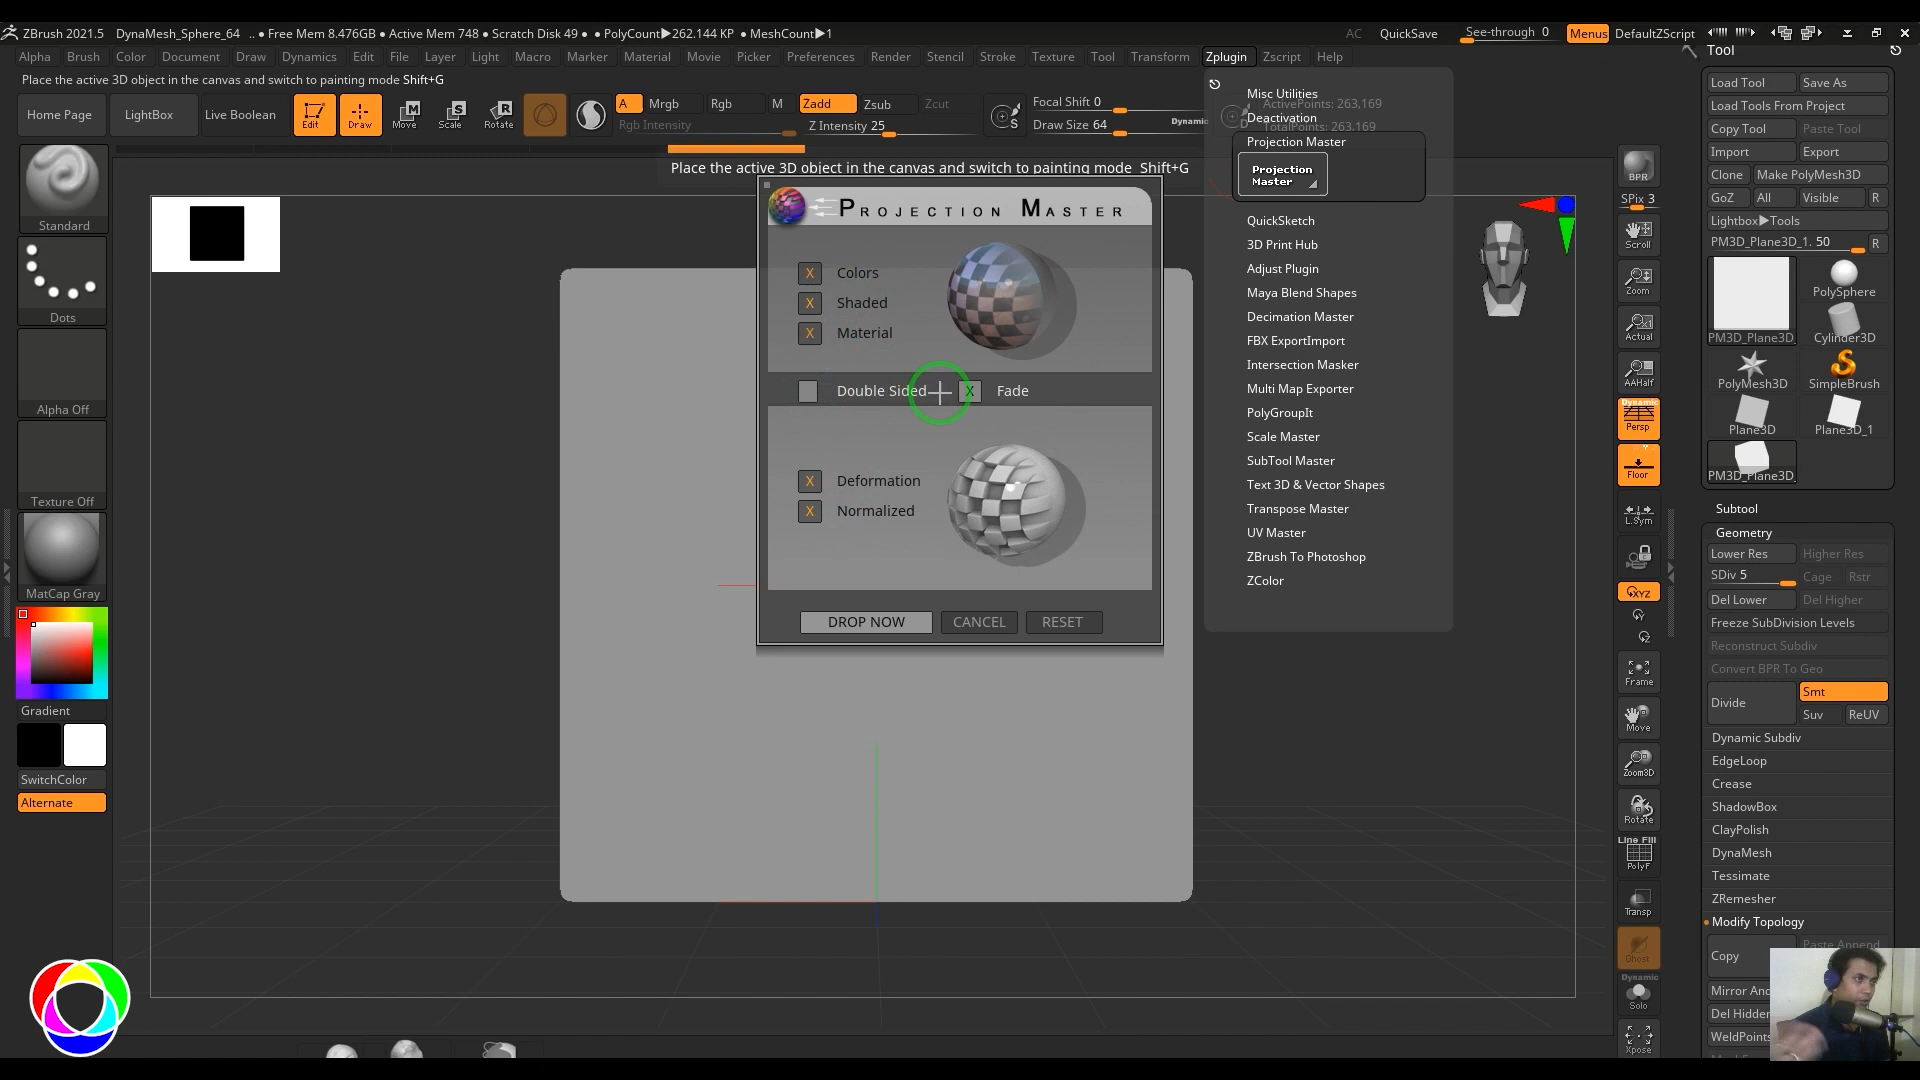 ZBrush 2021.5 DynaMesh_Sphere_64 .. • Free Mem 8.476GB • Active Mem 748 • Scratch Disk 49 • • PolyCount▶262.144 KP • MeshCount▶1 AC QuickSave See-through 0 Menus DefaultZScript
Alpha Brush Color Document Draw Dynamics Edit File Layer Light Macro Marker Material Movie Picker Preferences Render Stencil Stroke Texture Tool Transform Zplugin Zscript Help
Place the active 3D object in the canvas and switch to painting mode Shift+G
Home Page LightBox Live Boolean Edit Draw Move Scale Rotate
A Mrgb Rgb M Zadd Zsub Zcut
Rgb Intensity Z Intensity 25
Focal Shift 0
Draw Size 64 Dynamic
S D
ActivePoints: 263,169
TotalPoints: 263,169
Place the active 3D object in the canvas and switch to painting mode Shift+G
Standard
Dots
Alpha Off
Texture Off
MatCap Gray
Gradient
SwitchColor
Alternate
PROJECTION MASTER
X Colors
X Shaded
X Material
Double Sided X Fade
X Deformation
X Normalized
DROP NOW CANCEL RESET
Misc Utilities
Deactivation
Projection Master
Projection
Master
QuickSketch
3D Print Hub
Adjust Plugin
Maya Blend Shapes
Decimation Master
FBX ExportImport
Intersection Masker
Multi Map Exporter
PolyGroupIt
Scale Master
SubTool Master
Text 3D & Vector Shapes
Transpose Master
UV Master
ZBrush To Photoshop
ZColor
BPR
SPix 3
Scroll
Zoom
Actual
AAHalf
Dynamic
Persp
Floor
L.Sym
XYZ
Y
Z
Frame
Move
Zoom3D
Rotate
Line Fill
PolyF
Transp
Ghost
Dynamic
Solo
Xpose
Tool
Load Tool Save As
Load Tools From Project
Copy Tool Paste Tool
Import Export
Clone Make PolyMesh3D
GoZ All Visible R
Lightbox▶Tools
PM3D_Plane3D_1. 50 R
PM3D_Plane3D_ PolySphere
Cylinder3D
PolyMesh3D SimpleBrush
Plane3D Plane3D_1
PM3D_Plane3D_
Subtool
Geometry
Lower Res Higher Res
SDiv 5 Cage Rstr
Del Lower Del Higher
Freeze SubDivision Levels
Reconstruct Subdiv
Convert BPR To Geo
Divide Smt
Suv ReUV
Dynamic Subdiv
EdgeLoop
Crease
ShadowBox
ClayPolish
DynaMesh
Tessimate
ZRemesher
Modify Topology
Copy Paste Append
Mirror And
Del Hidden
WeldPoints